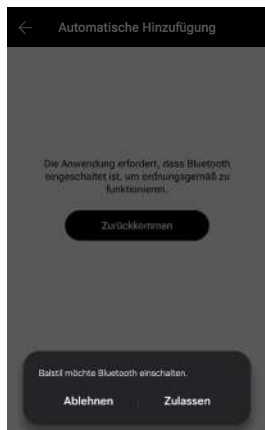 Automatische Hinzufügung
Die Anwendung erfordert, dass Bluetooth
eingeschaltet ist, um ordnungsgemäß zu
funktionieren.
Zurückkommen
Balstil möchte Bluetooth einschalten.
Ablehnen
Zulassen